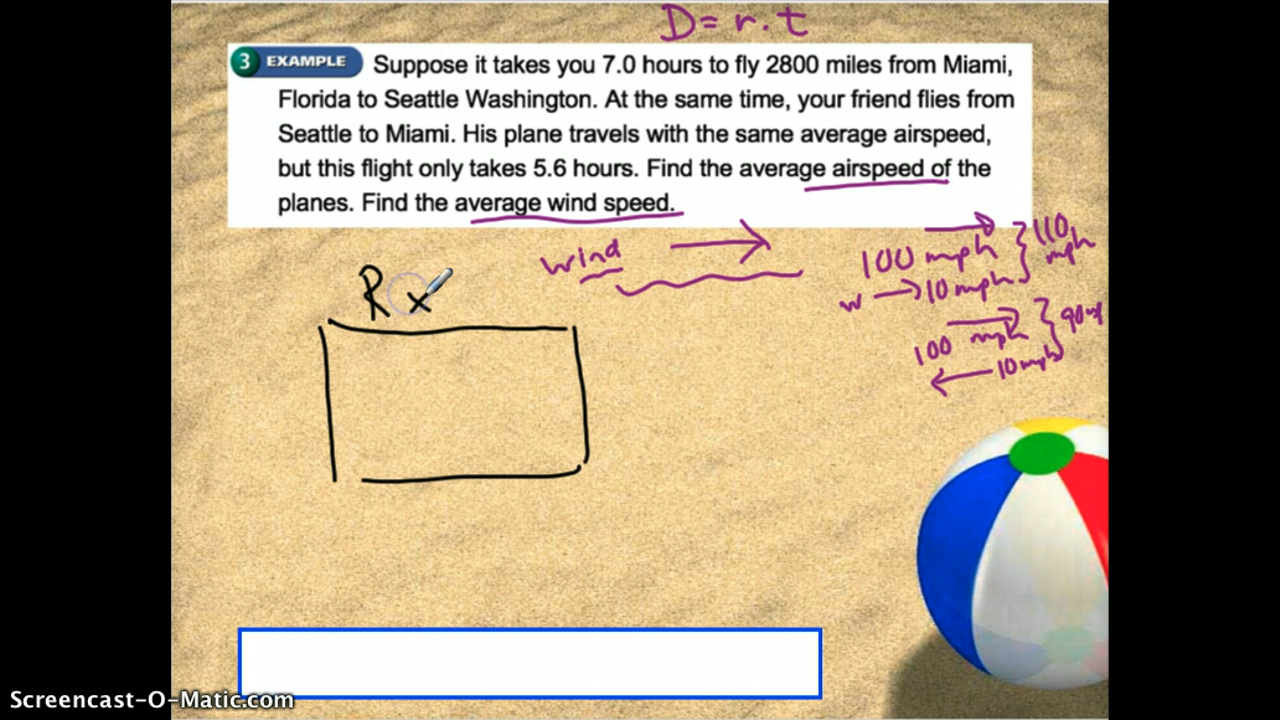 D = r · t
3 EXAMPLE Suppose it takes you 7.0 hours to fly 2800 miles from Miami,
Florida to Seattle Washington. At the same time, your friend flies from
Seattle to Miami. His plane travels with the same average airspeed,
but this flight only takes 5.6 hours. Find the average airspeed of the
planes. Find the average wind speed.
wind
100 mph
110 mph
w → 10 mph
100 mph
10 mph
R x
Screencast-O-Matic.com